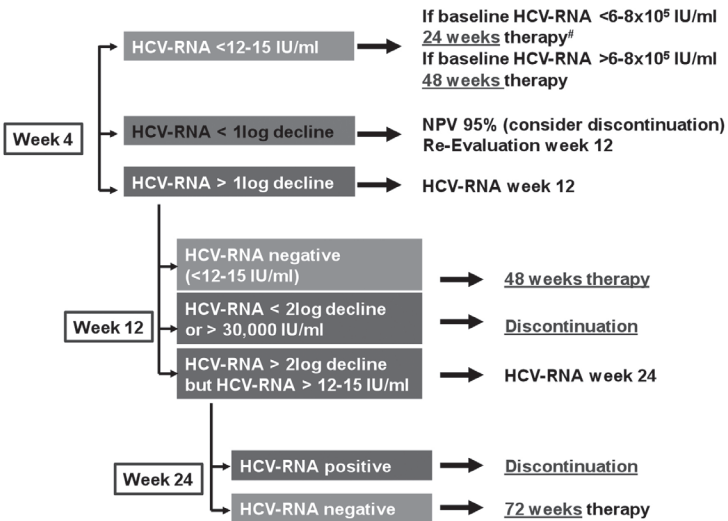 HCV-RNA <12-15 IU/ml
If baseline HCV-RNA <6-8x10⁵ IU/ml
24 weeks therapy#
If baseline HCV-RNA >6-8x10⁵ IU/ml
48 weeks therapy
Week 4
HCV-RNA < 1log decline
NPV 95% (consider discontinuation)
Re-Evaluation week 12
HCV-RNA > 1log decline
HCV-RNA week 12
Week 12
HCV-RNA negative
(<12-15 IU/ml)
48 weeks therapy
HCV-RNA < 2log decline
or > 30,000 IU/ml
Discontinuation
HCV-RNA > 2log decline
but HCV-RNA > 12-15 IU/ml
HCV-RNA week 24
Week 24
HCV-RNA positive
Discontinuation
HCV-RNA negative
72 weeks therapy